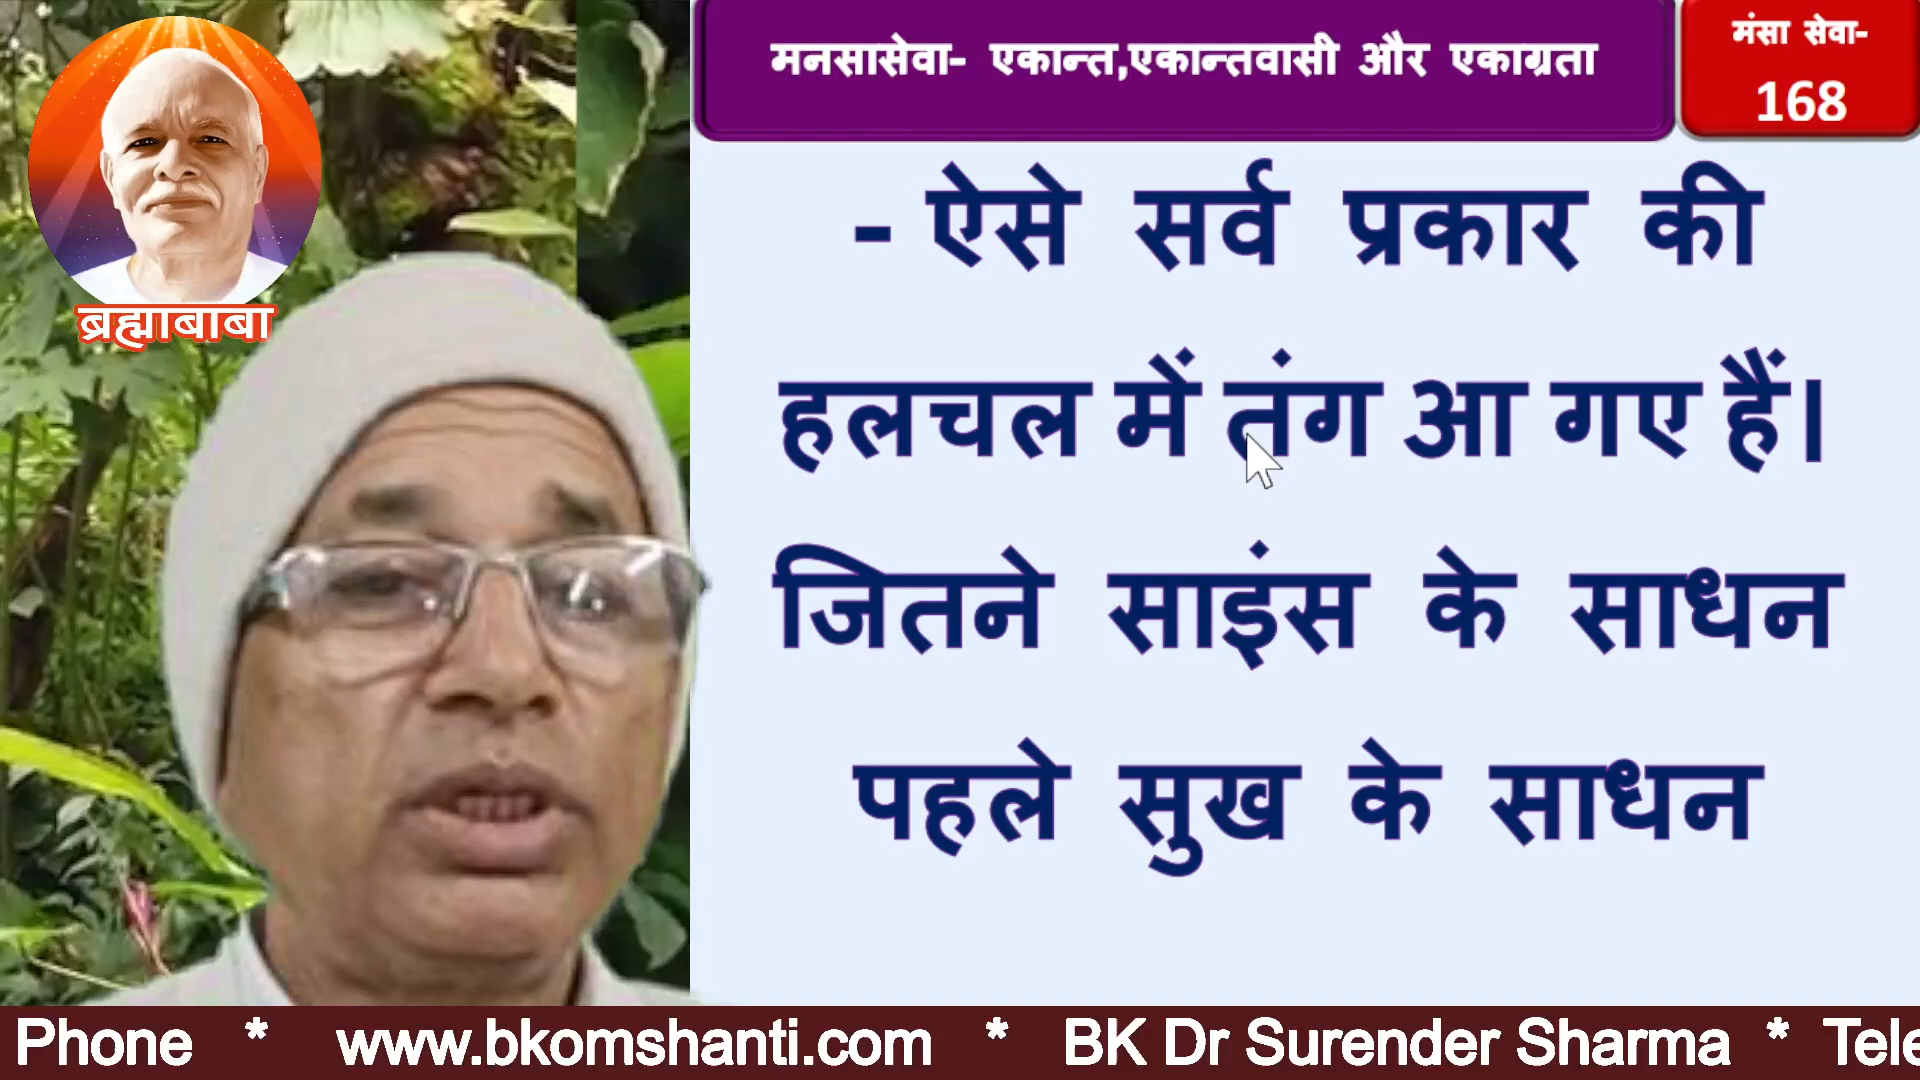 मनसासेवा- एकान्त,एकान्तवासी और एकाग्रता
मंसा सेवा-
168
ब्रह्माबाबा
- ऐसे सर्व प्रकार की
हलचल में तंग आ गए हैं।
जितने साइंस के साधन
पहले सुख के साधन
Phone * www.bkomshanti.com * BK Dr Surender Sharma * Tele